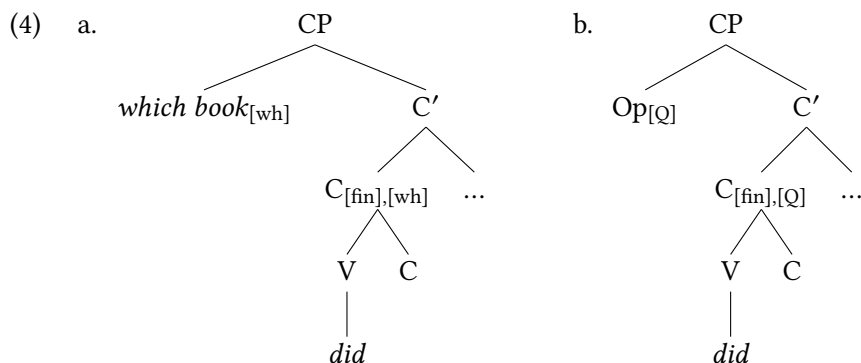 (4) a. CP b. CP
which book[wh] C′ Op[Q] C′
C[fin],[wh] ... C[fin],[Q] ...
V C V C
did did